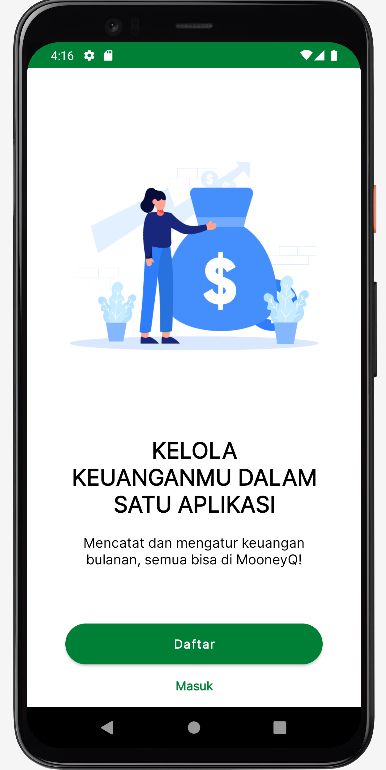 4:16
$
KELOLA
KEUANGANMU DALAM
SATU APLIKASI
Mencatat dan mengatur keuangan
bulanan, semua bisa di MooneyQ!
Daftar
Masuk